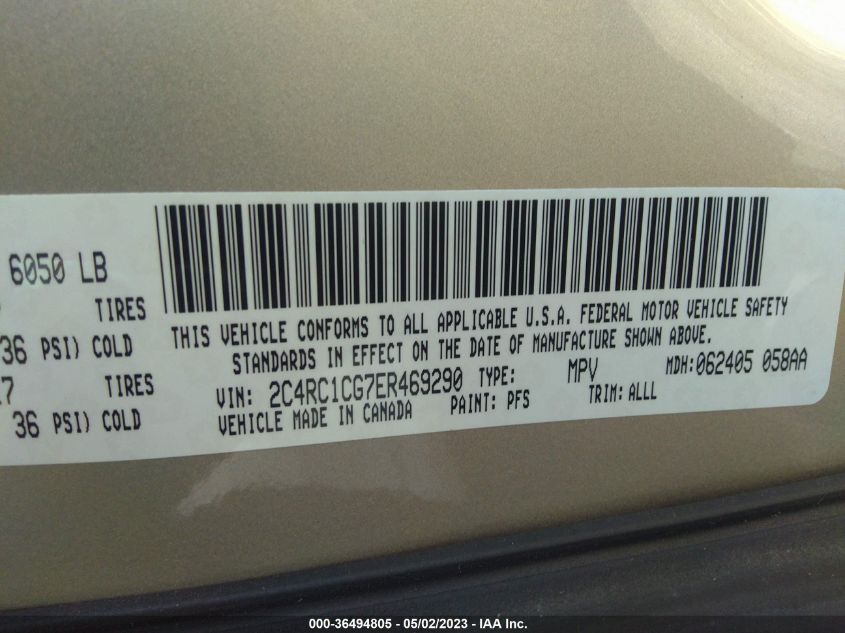 6050 LB
TIRES
36 PSI) COLD
TIRES
36 PSI) COLD
THIS VEHICLE CONFORMS TO ALL APPLICABLE U.S.A. FEDERAL MOTOR VEHICLE SAFETY
STANDARDS IN EFFECT ON THE DATE OF MANUFACTURE SHOWN ABOVE.
VIN: 2C4RC1CG7ER469290 TYPE: MPV MDH: 062405 058AA
VEHICLE MADE IN CANADA PAINT: PFS TRIM: ALLL
000-36494805 - 05/02/2023 - IAA Inc.